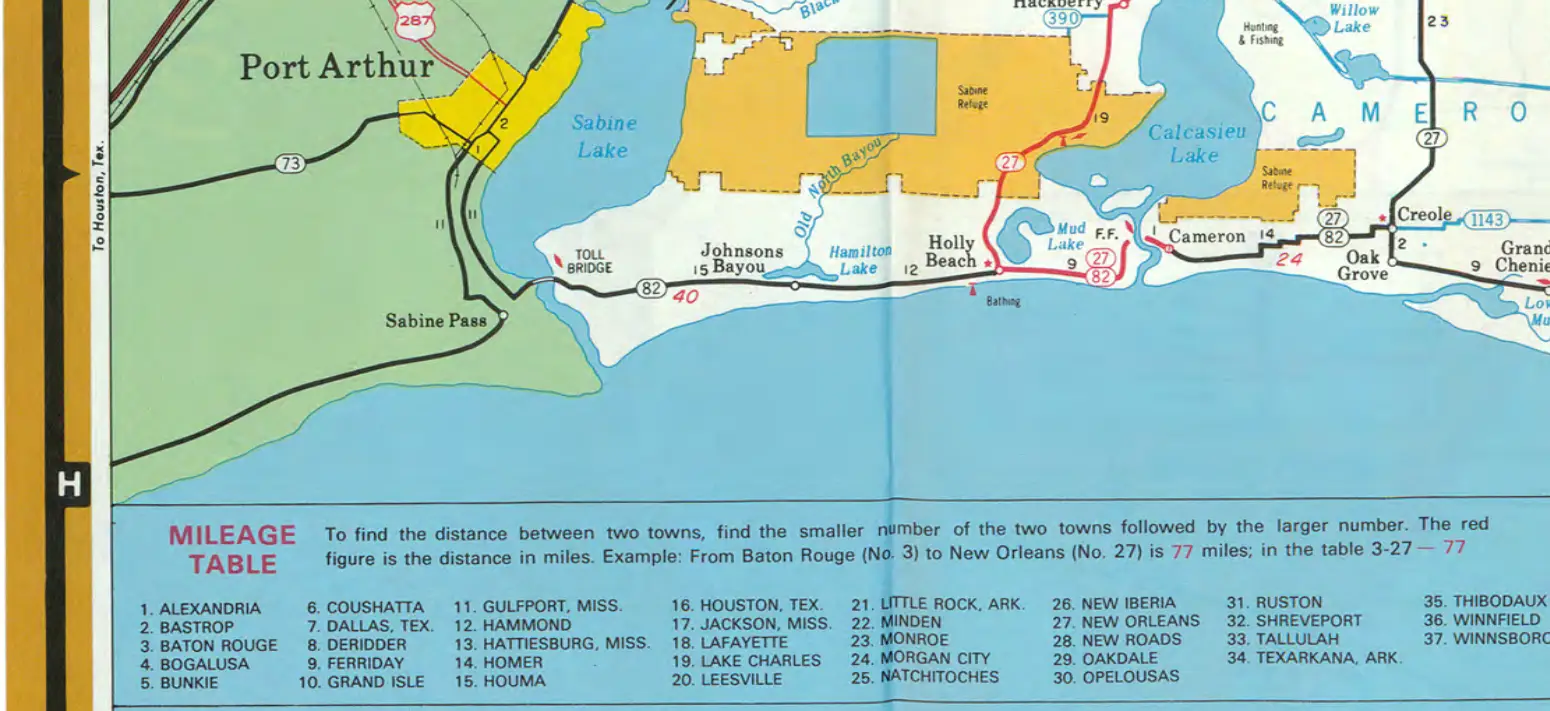 Hackberry
390
287
Black
Willow
Lake
23
Hunting
& Fishing
Port Arthur
Sabine
Refuge
CAMERO
2
Sabine
Lake
19
Calcasieu
Lake
27
To Houston, Tex.
73
1
27
Old North Bayou
Sabine
Refuge
11
11
Mud
Lake
F.F.
1
27
82
Creole
1143
Cameron
14
2
TOLL
BRIDGE
Johnsons
Bayou
15
Hamilton
Lake
12
Holly
Beach
9
27
82
24
Oak
Grove
9
Grand
Chenie
82
40
Bathing
Low
Mu
Sabine Pass
H
MILEAGE
TABLE
To find the distance between two towns, find the smaller number of the two towns followed by the larger number. The red
figure is the distance in miles. Example: From Baton Rouge (No. 3) to New Orleans (No. 27) is 77 miles; in the table 3-27 — 77
1. ALEXANDRIA
2. BASTROP
3. BATON ROUGE
4. BOGALUSA
5. BUNKIE
6. COUSHATTA
7. DALLAS, TEX.
8. DERIDDER
9. FERRIDAY
10. GRAND ISLE
11. GULFPORT, MISS.
12. HAMMOND
13. HATTIESBURG, MISS.
14. HOMER
15. HOUMA
16. HOUSTON, TEX.
17. JACKSON, MISS.
18. LAFAYETTE
19. LAKE CHARLES
20. LEESVILLE
21. LITTLE ROCK, ARK.
22. MINDEN
23. MONROE
24. MORGAN CITY
25. NATCHITOCHES
26. NEW IBERIA
27. NEW ORLEANS
28. NEW ROADS
29. OAKDALE
30. OPELOUSAS
31. RUSTON
32. SHREVEPORT
33. TALLULAH
34. TEXARKANA, ARK.
35. THIBODAUX
36. WINNFIELD
37. WINNSBORO